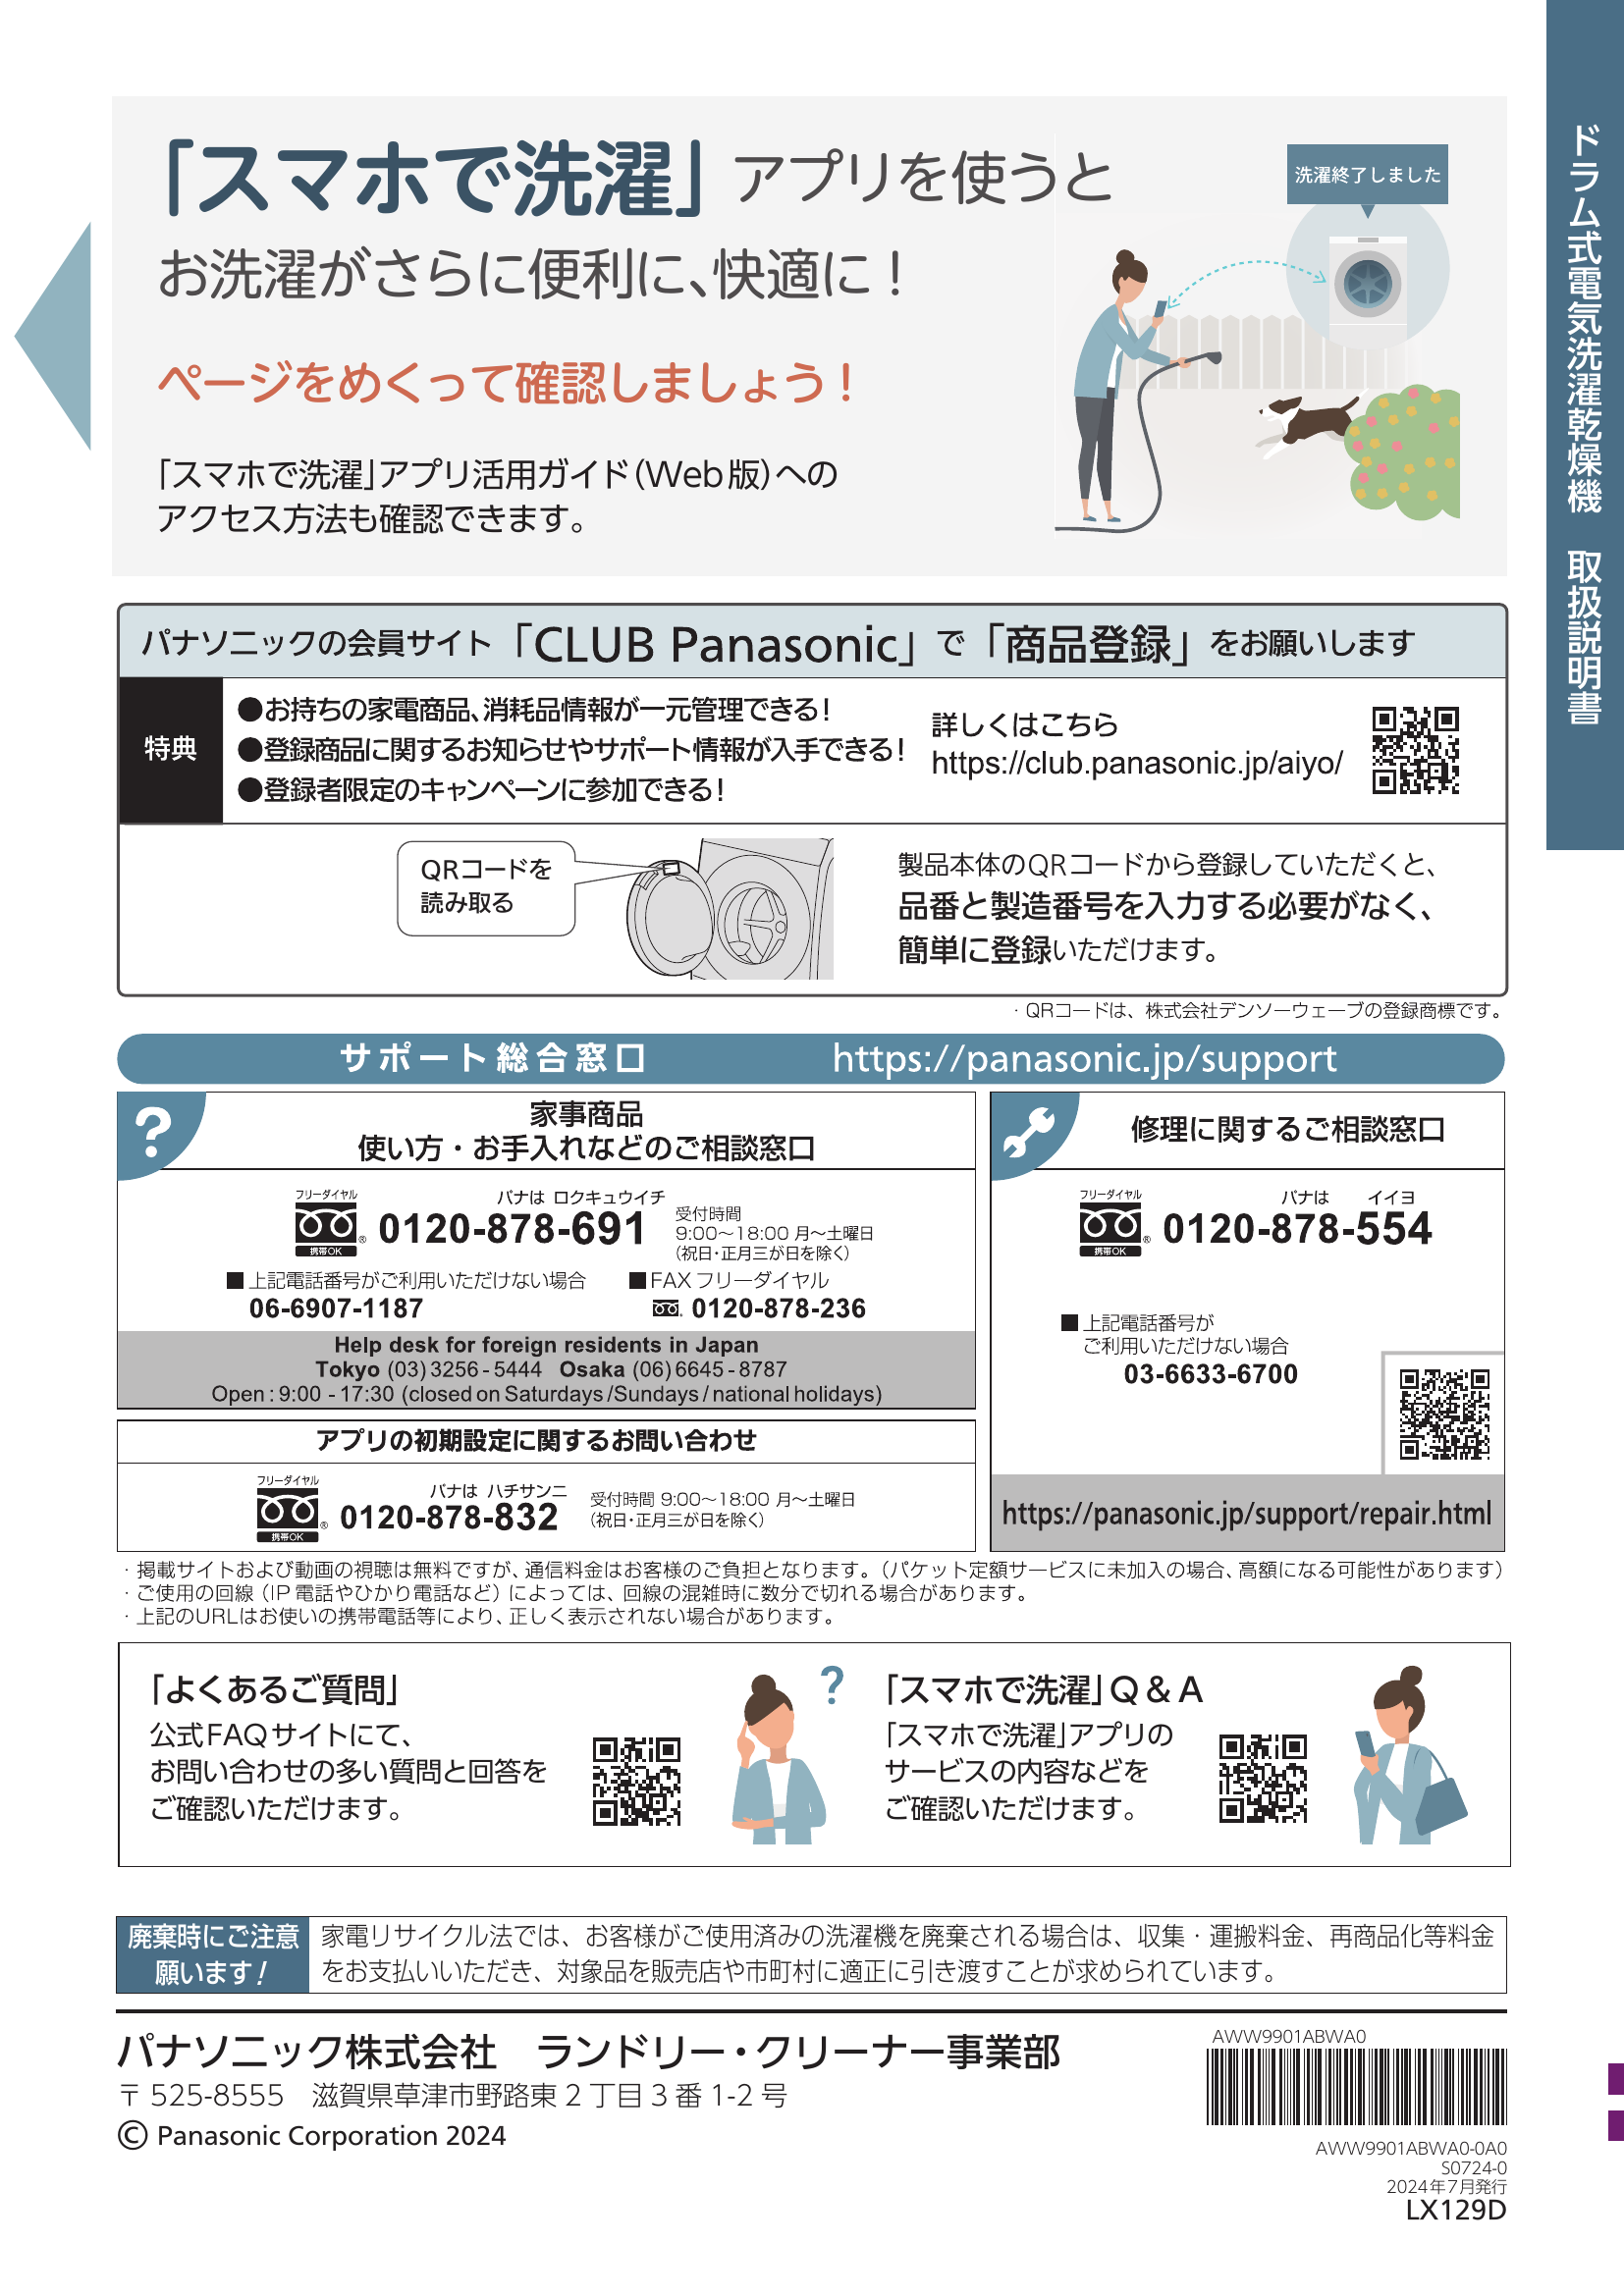 「スマホで洗濯」アプリを使うと
お洗濯がさらに便利に、快適に！
ページをめくって確認しましょう！
「スマホで洗濯」アプリ活用ガイド（Web版）への
アクセス方法も確認できます。
洗濯終了しました
ドラム式電気洗濯乾燥機　取扱説明書
パナソニックの会員サイト「CLUB Panasonic」で「商品登録」をお願いします
特典
●お持ちの家電商品、消耗品情報が一元管理できる！
●登録商品に関するお知らせやサポート情報が入手できる！
●登録者限定のキャンペーンに参加できる！
詳しくはこちら
https://club.panasonic.jp/aiyo/
QRコードを
読み取る
製品本体のQRコードから登録していただくと、
品番と製造番号を入力する必要がなく、
簡単に登録いただけます。
・QRコードは、株式会社デンソーウェーブの登録商標です。
サポート総合窓口　https://panasonic.jp/support
?
家事商品
使い方・お手入れなどのご相談窓口
フリーダイヤル
携帯OK
®
パナは ロクキュウイチ
0120-878-691
受付時間
9:00～18:00 月～土曜日
（祝日・正月三が日を除く）
■上記電話番号がご利用いただけない場合
06-6907-1187
■FAX フリーダイヤル
0120-878-236
Help desk for foreign residents in Japan
Tokyo (03) 3256 - 5444 Osaka (06) 6645 - 8787
Open : 9:00 - 17:30 (closed on Saturdays /Sundays / national holidays)
アプリの初期設定に関するお問い合わせ
フリーダイヤル
携帯OK
®
パナは ハチサンニ
0120-878-832
受付時間 9:00～18:00 月～土曜日
（祝日・正月三が日を除く）
修理に関するご相談窓口
フリーダイヤル
携帯OK
®
パナは　イイヨ
0120-878-554
■上記電話番号が
ご利用いただけない場合
03-6633-6700
https://panasonic.jp/support/repair.html
・掲載サイトおよび動画の視聴は無料ですが、通信料金はお客様のご負担となります。（パケット定額サービスに未加入の場合、高額になる可能性があります）
・ご使用の回線（IP 電話やひかり電話など）によっては、回線の混雑時に数分で切れる場合があります。
・上記のURLはお使いの携帯電話等により、正しく表示されない場合があります。
「よくあるご質問」
公式FAQサイトにて、
お問い合わせの多い質問と回答を
ご確認いただけます。
?
「スマホで洗濯」Q & A
「スマホで洗濯」アプリの
サービスの内容などを
ご確認いただけます。
廃棄時にご注意
願います！
家電リサイクル法では、お客様がご使用済みの洗濯機を廃棄される場合は、収集・運搬料金、再商品化等料金
をお支払いいただき、対象品を販売店や市町村に適正に引き渡すことが求められています。
パナソニック株式会社　ランドリー・クリーナー事業部
〒 525-8555　滋賀県草津市野路東 2 丁目 3 番 1-2 号
© Panasonic Corporation 2024
AWW9901ABWA0
AWW9901ABWA0-0A0
S0724-0
2024年7月発行
LX129D